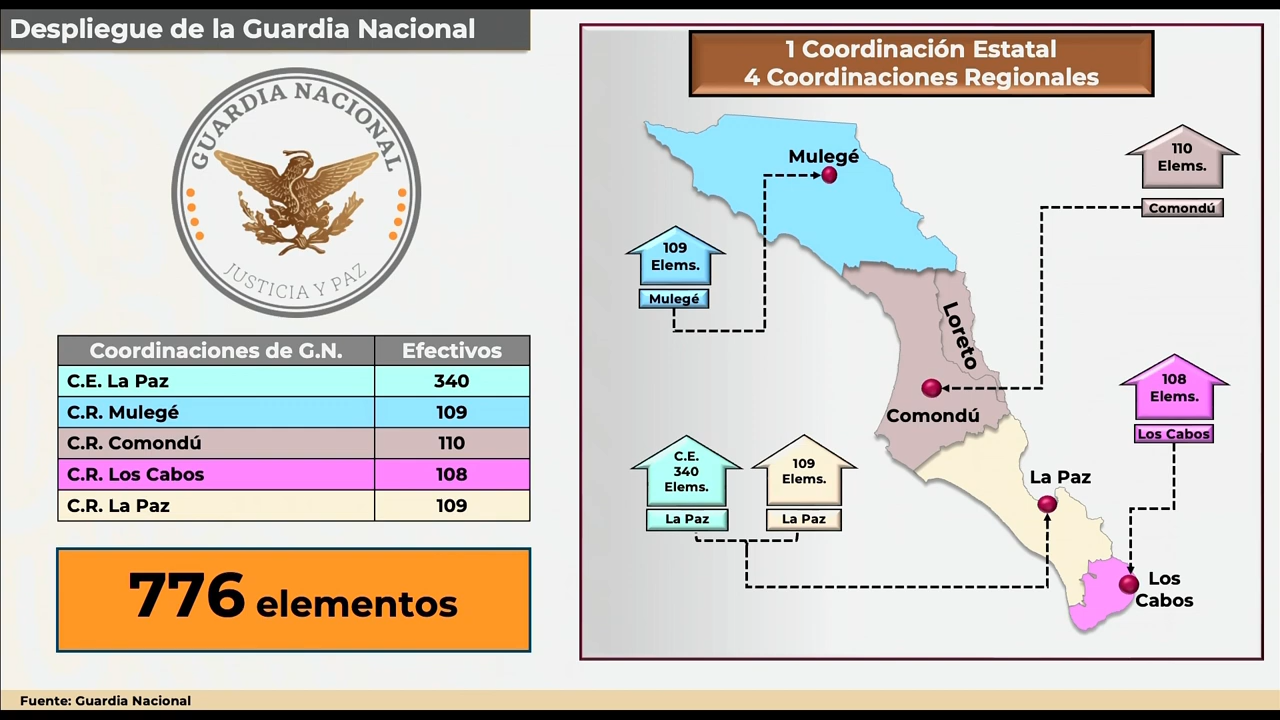 Despliegue de la Guardia Nacional
GUARDIA NACIONAL
JUSTICIA Y PAZ
Coordinaciones de G.N. Efectivos
C.E. La Paz 340
C.R. Mulegé 109
C.R. Comondú 110
C.R. Los Cabos 108
C.R. La Paz 109
776 elementos
1 Coordinación Estatal
4 Coordinaciones Regionales
Mulegé
110
Elems.
Comondú
109
Elems.
Mulegé
Loreto
Comondú
108
Elems.
Los Cabos
C.E.
340
Elems.
La Paz
109
Elems.
La Paz
La Paz
Los
Cabos
Fuente: Guardia Nacional